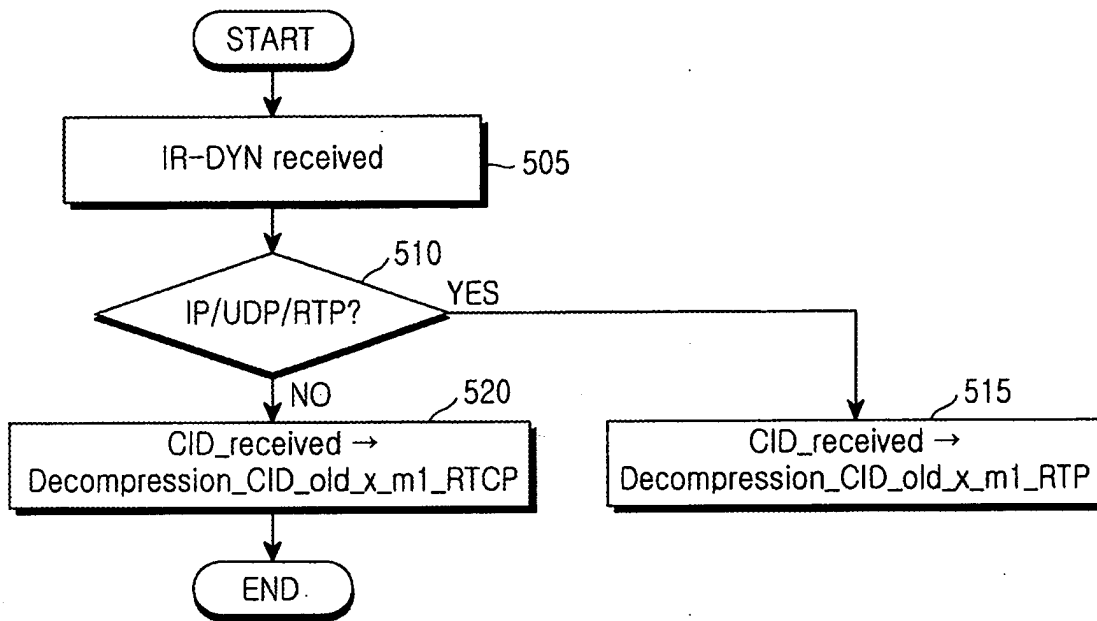 START
IR-DYN received
505
510
IP/UDP/RTP?
YES
NO
520
CID_received →
Decompression_CID_old_x_m1_RTCP
515
CID_received →
Decompression_CID_old_x_m1_RTP
END